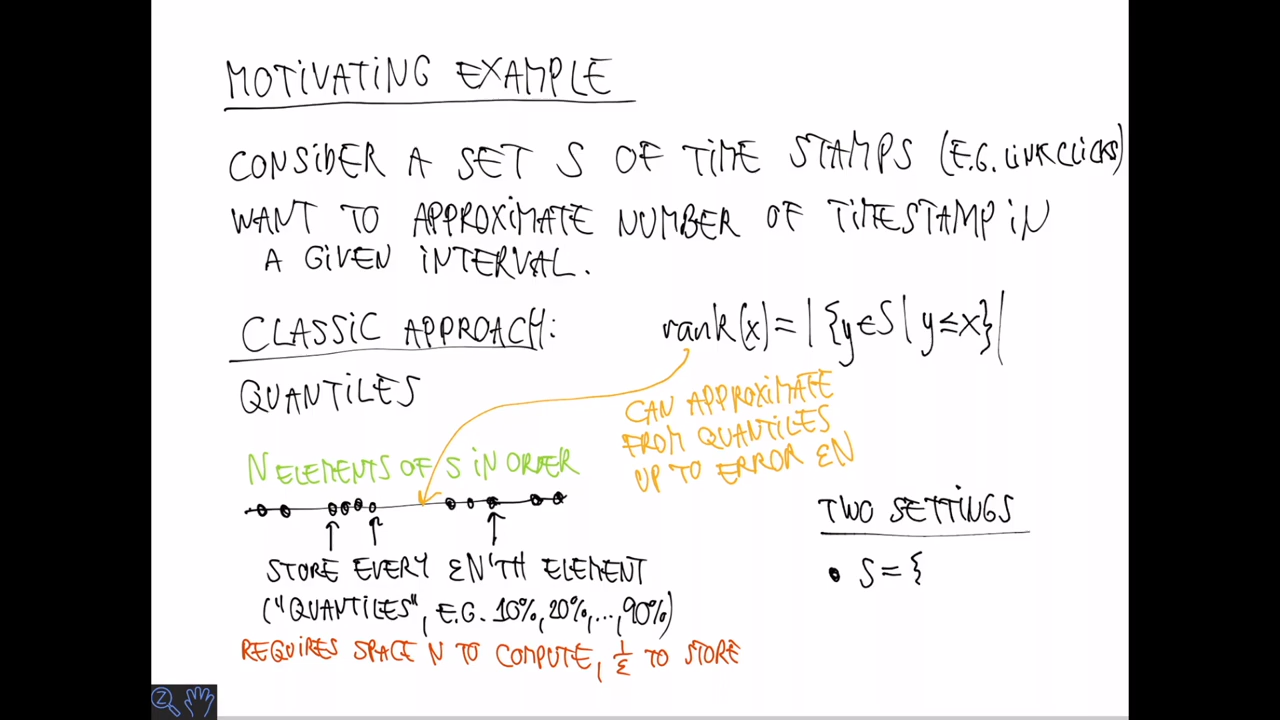 MOTIVATING EXAMPLE
CONSIDER A SET S OF TIME STAMPS (E.G. LINK CLICKS)
WANT TO APPROXIMATE NUMBER OF TIMESTAMP IN
A GIVEN INTERVAL.
CLASSIC APPROACH:
rank(x) = | {y∈S | y≤x} |
QUANTILES
CAN APPROXIMATE
FROM QUANTILES
UP TO ERROR εN
N ELEMENTS OF S IN ORDER
STORE EVERY εN'TH ELEMENT
("QUANTILES", E.G. 10%, 20%, ..., 90%)
REQUIRES SPACE N TO COMPUTE, 1/ε TO STORE
TWO SETTINGS
• S = {
Z